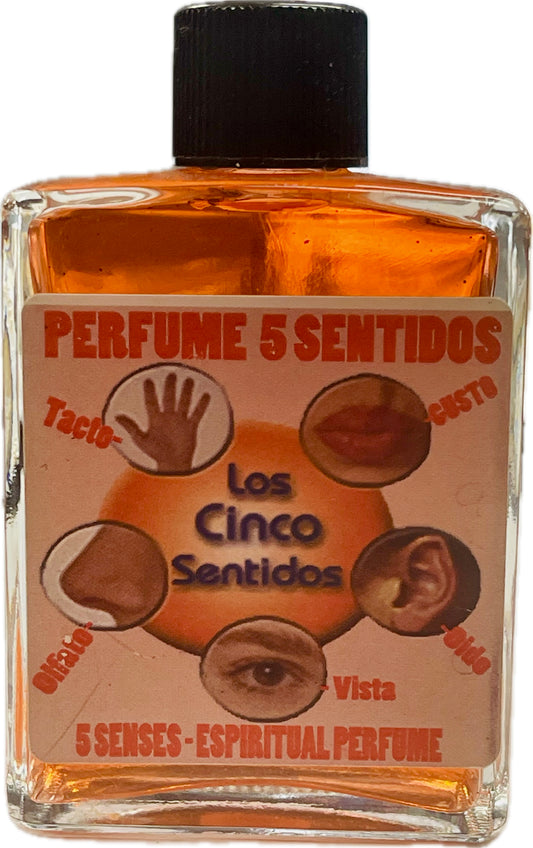 PERFUME 5 SENTIDOS
Tacto-
GUSTO
Los
Cinco
Sentidos
Olfato-
-Oido
- Vista
5 SENSES - ESPIRITUAL PERFUME